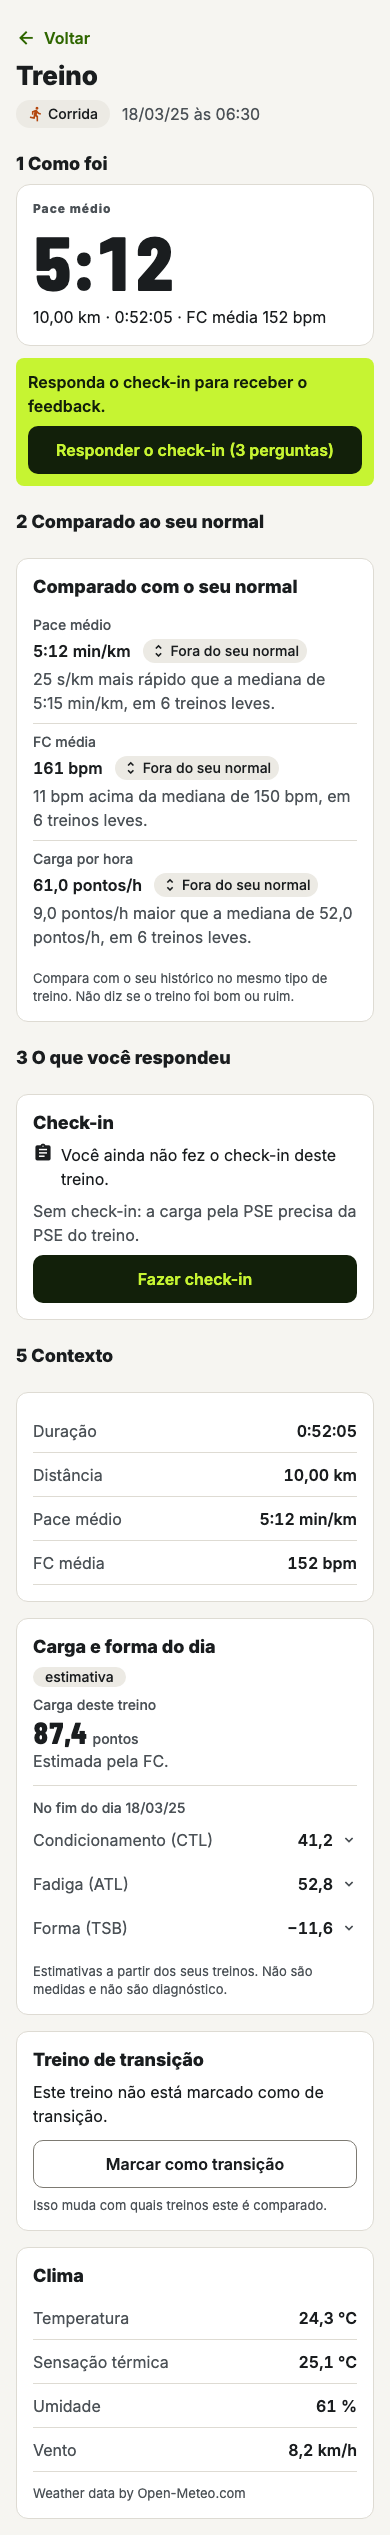 Voltar
Treino
Corrida 18/03/25 às 06:30
1 Como foi
Pace médio
5:12
10,00 km · 0:52:05 · FC média 152 bpm
Responda o check-in para receber o
feedback.
Responder o check-in (3 perguntas)
2 Comparado ao seu normal
Comparado com o seu normal
Pace médio
5:12 min/km Fora do seu normal
25 s/km mais rápido que a mediana de
5:15 min/km, em 6 treinos leves.
FC média
161 bpm Fora do seu normal
11 bpm acima da mediana de 150 bpm, em
6 treinos leves.
Carga por hora
61,0 pontos/h Fora do seu normal
9,0 pontos/h maior que a mediana de 52,0
pontos/h, em 6 treinos leves.
Compara com o seu histórico no mesmo tipo de
treino. Não diz se o treino foi bom ou ruim.
3 O que você respondeu
Check-in
Você ainda não fez o check-in deste
treino.
Sem check-in: a carga pela PSE precisa da
PSE do treino.
Fazer check-in
5 Contexto
Duração 0:52:05
Distância 10,00 km
Pace médio 5:12 min/km
FC média 152 bpm
Carga e forma do dia
estimativa
Carga deste treino
87,4 pontos
Estimada pela FC.
No fim do dia 18/03/25
Condicionamento (CTL) 41,2
Fadiga (ATL) 52,8
Forma (TSB) −11,6
Estimativas a partir dos seus treinos. Não são
medidas e não são diagnóstico.
Treino de transição
Este treino não está marcado como de
transição.
Marcar como transição
Isso muda com quais treinos este é comparado.
Clima
Temperatura 24,3 °C
Sensação térmica 25,1 °C
Umidade 61 %
Vento 8,2 km/h
Weather data by Open-Meteo.com